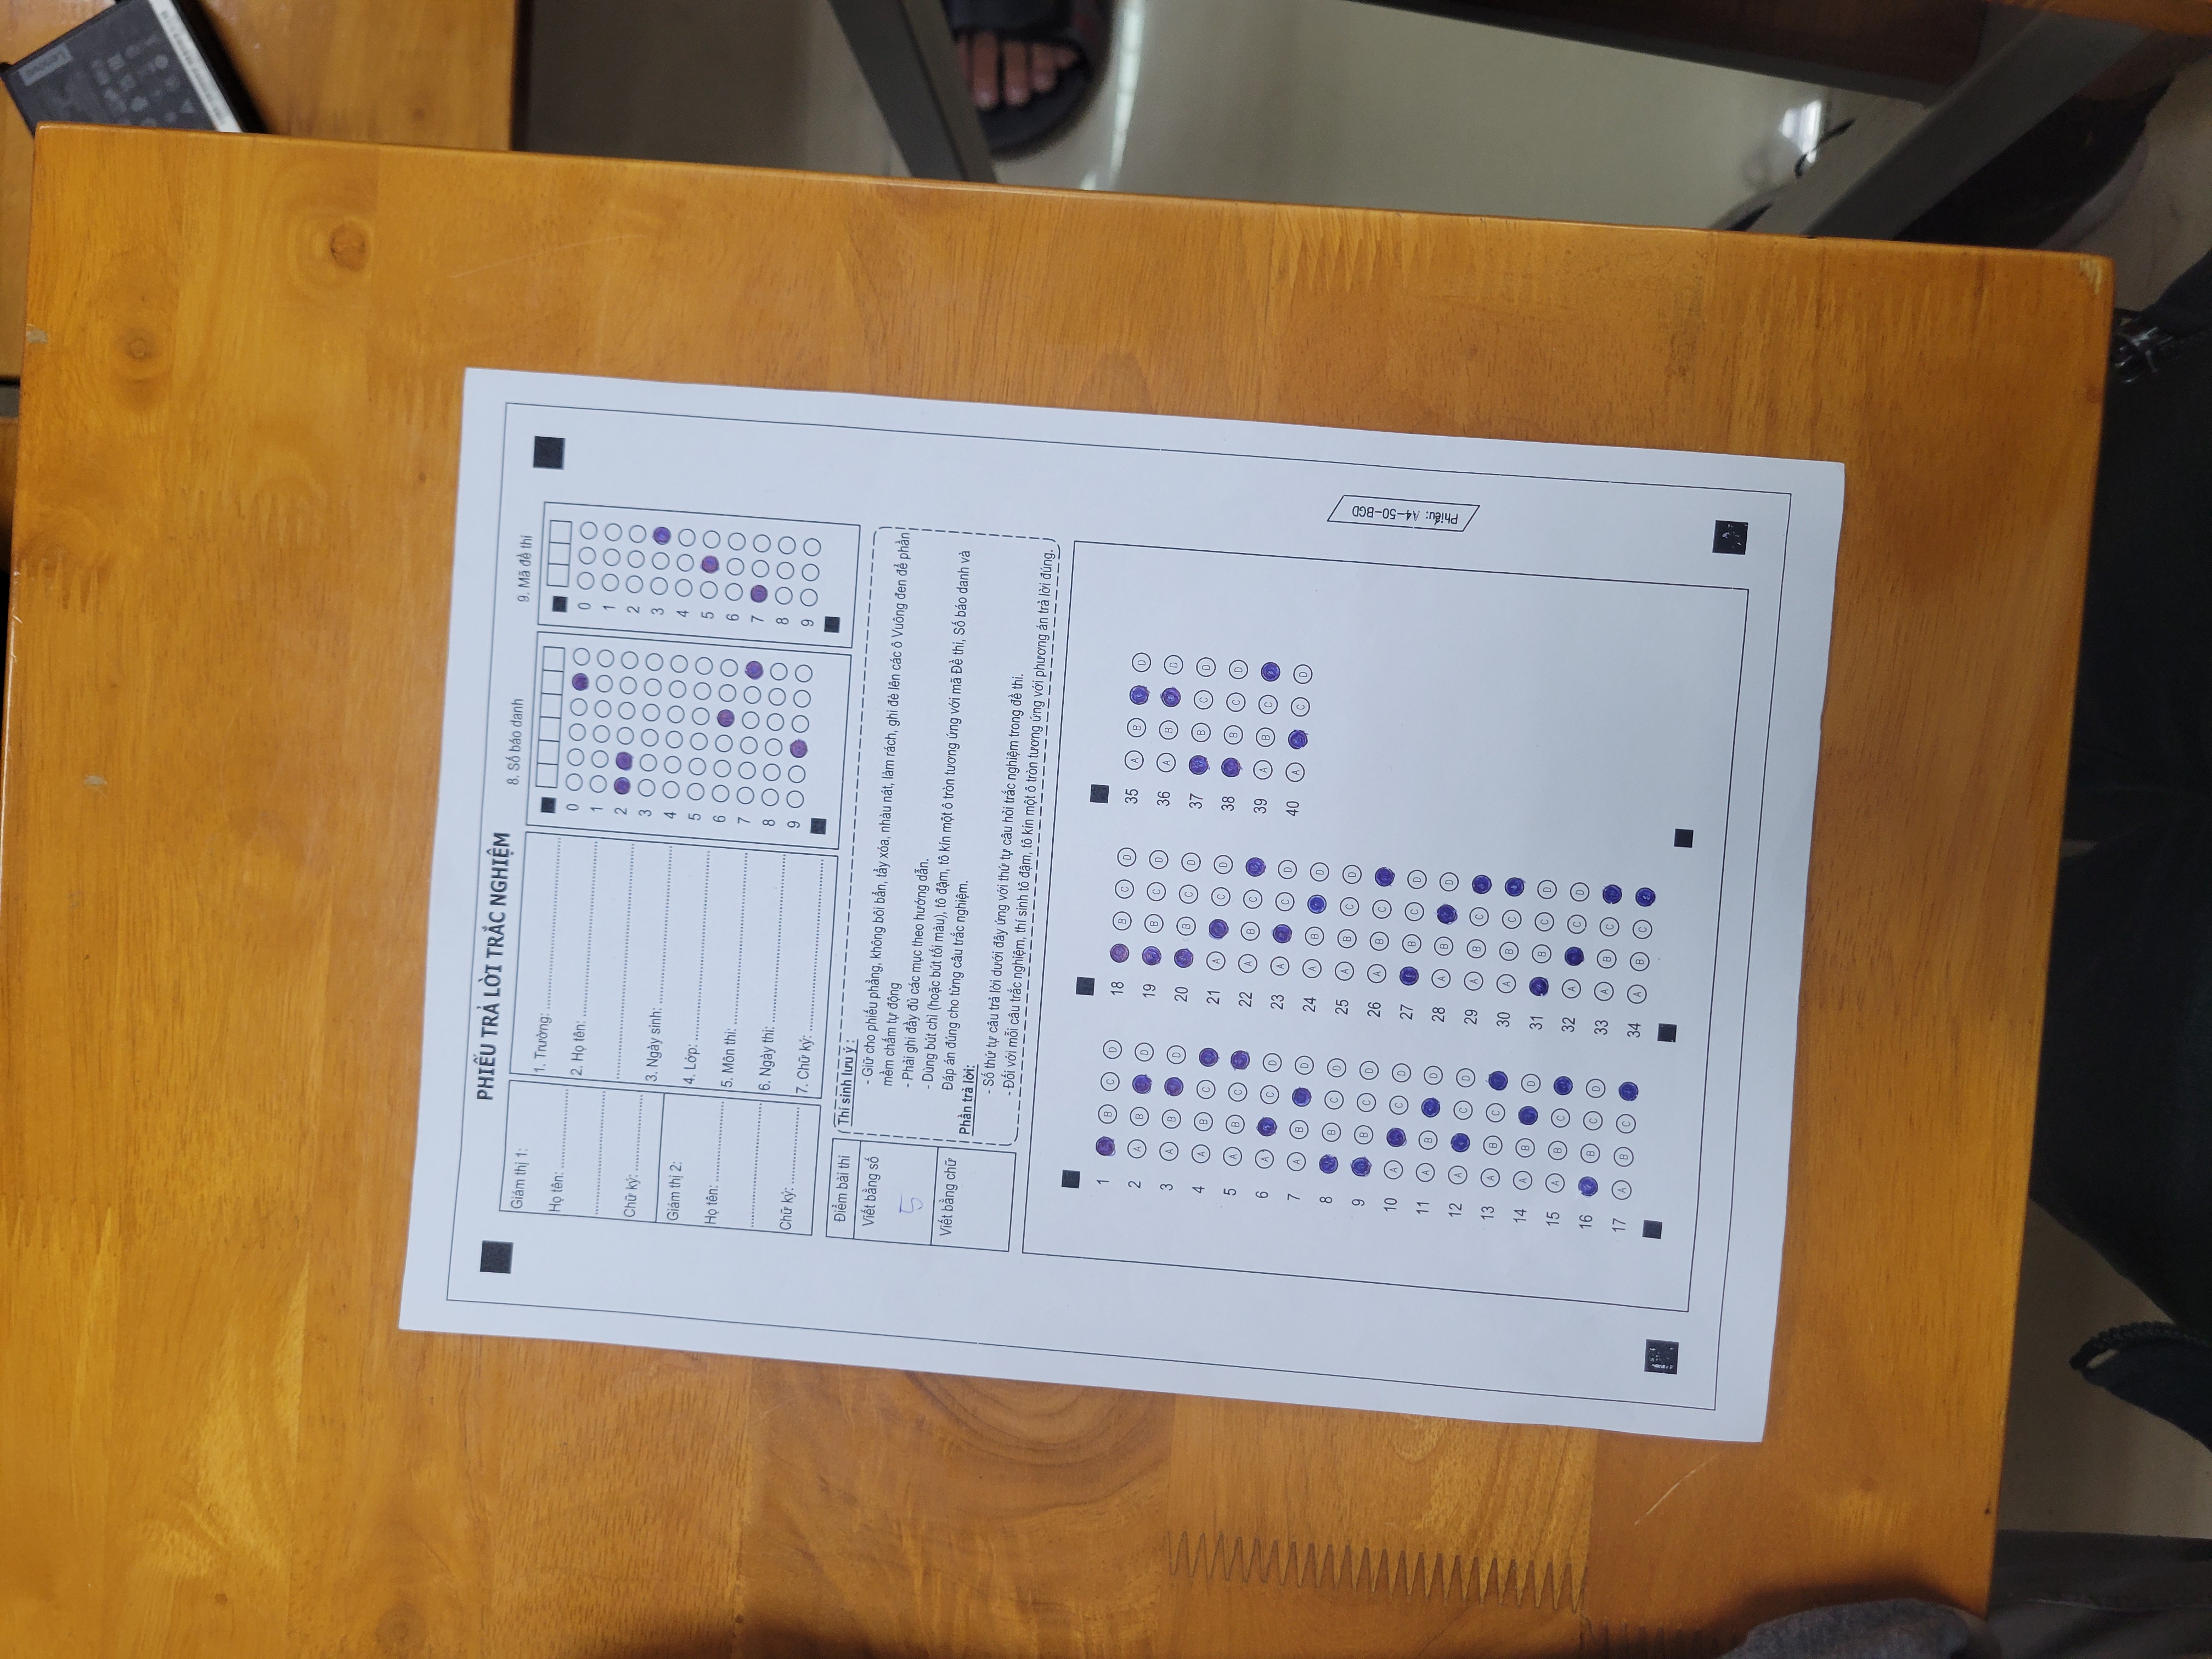 PHIẾU TRẢ LỜI TRẮC NGHIỆM
Giám thị 1:
Họ tên:
Chữ ký:
Giám thị 2:
Họ tên:
Chữ ký:
1. Trường:
2. Họ tên:
3. Ngày sinh:
4. Lớp:
5. Môn thi:
6. Ngày thi:
7. Chữ ký:
8. Số báo danh
0
1
2
3
4
5
6
7
8
9
9. Mã đề thi
0
1
2
3
4
5
6
7
8
9
Điểm bài thi
Viết bằng số
5
Viết bằng chữ
Thí sinh lưu ý :
- Giữ cho phiếu phẳng, không bôi bẩn, tẩy xóa, nhàu nát, làm rách, ghi đè lên các ô Vuông đen để phần
mềm chấm tự động
- Phải ghi đầy đủ các mục theo hướng dẫn.
- Dùng bút chì (hoặc bút tối màu), tô đậm, tô kín một ô tròn tương ứng với mã Đề thi, Số báo danh và
Đáp án đúng cho từng câu trắc nghiệm.
Phần trả lời:
- Số thứ tự câu trả lời dưới đây ứng với thứ tự câu hỏi trắc nghiệm trong đề thi.
- Đối với mỗi câu trắc nghiệm, thí sinh tô đậm, tô kín một ô tròn tương ứng với phương án trả lời đúng.
1 B C D
2 A B D
3 A B D
4 A B C
5 A B C
6 A C D
7 A B D
8 B C D
9 B C D
10 A C D
11 A B D
12 A C D
13 A B C
14 A B D
15 A B C
16 B C D
17 A B C
18 B C D
19 B C D
20 B C D
21 A C D
22 A B C
23 A C D
24 A B D
25 A B C D
26 A B C
27 B C D
28 A B D
29 A B C
30 A B C
31 B C D
32 A C D
33 A B C
34 A B C
35 A B D
36 A B D
37 B C D
38 B C D
39 A B C
40 A C D
Phiếu: A4-50-BGD